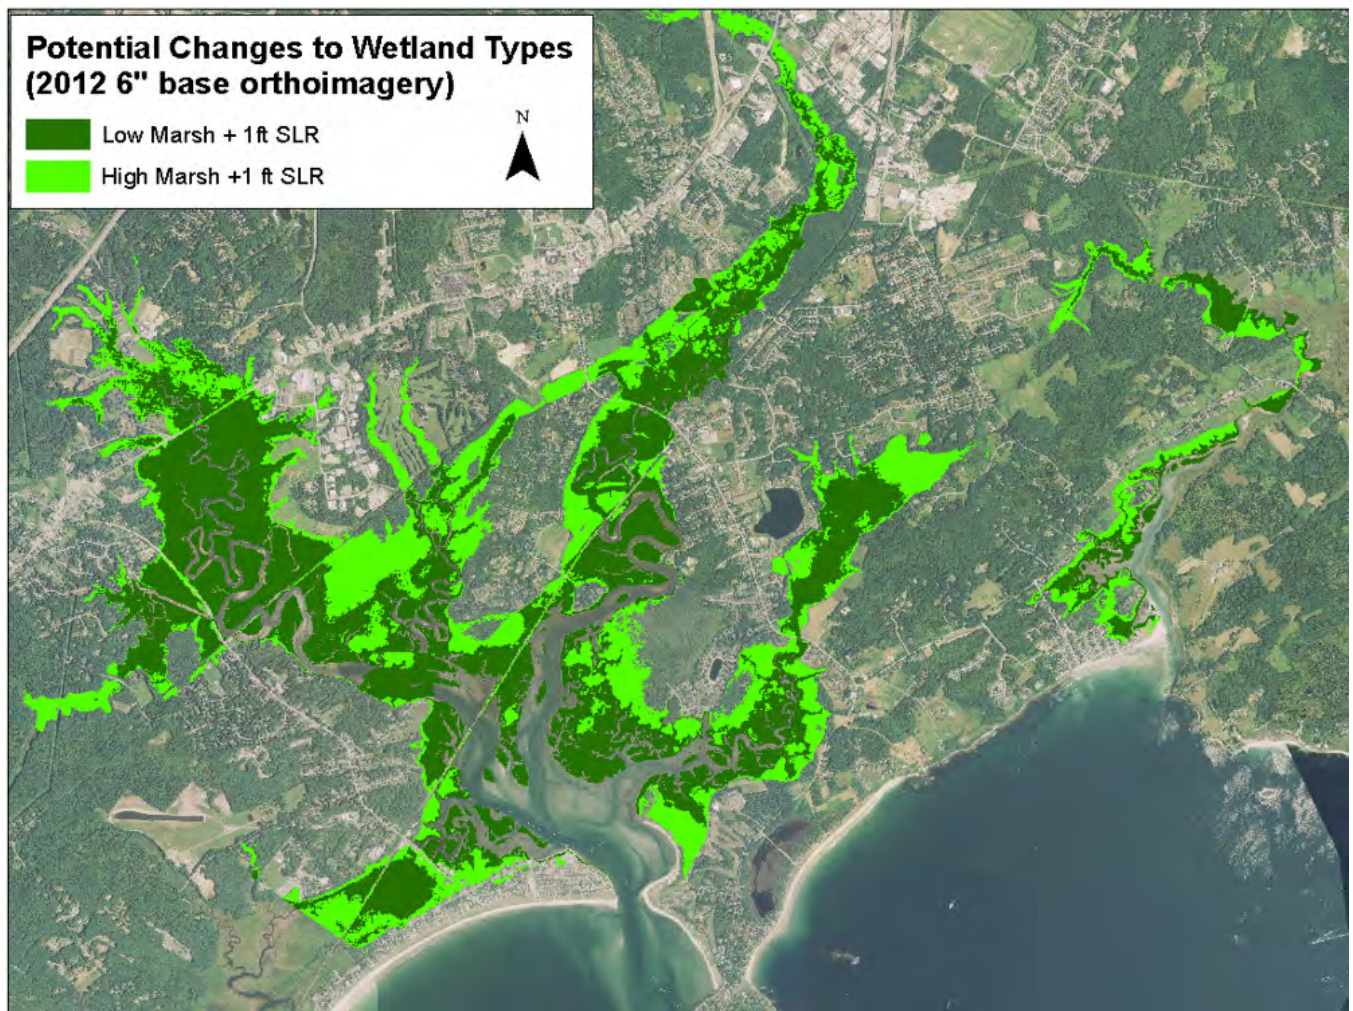 Potential Changes to Wetland Types
(2012 6" base orthoimagery)
N
Low Marsh + 1ft SLR
High Marsh +1 ft SLR